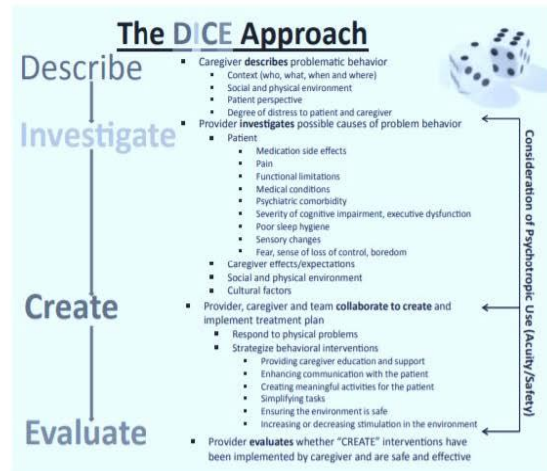 The DICE Approach
Describe
Caregiver describes problematic behavior
Context (who, what, when and where)
Social and physical environment
Patient perspective
Degree of distress to patient and caregiver
Investigate
Provider investigates possible causes of problem behavior
Patient
Medication side effects
Pain
Functional limitations
Medical conditions
Psychiatric comorbidity
Severity of cognitive impairment, executive dysfunction
Poor sleep hygiene
Sensory changes
Fear, sense of loss of control, boredom
Caregiver effects/expectations
Social and physical environment
Cultural factors
Create
Provider, caregiver and team collaborate to create and
implement treatment plan
Respond to physical problems
Strategize behavioral interventions
Providing caregiver education and support
Enhancing communication with the patient
Creating meaningful activities for the patient
Simplifying tasks
Ensuring the environment is safe
Increasing or decreasing stimulation in the environment
Evaluate
Provider evaluates whether "CREATE" interventions have
been implemented by caregiver and are safe and effective
Consideration of Psychotropic Use (Acuity/Safety)